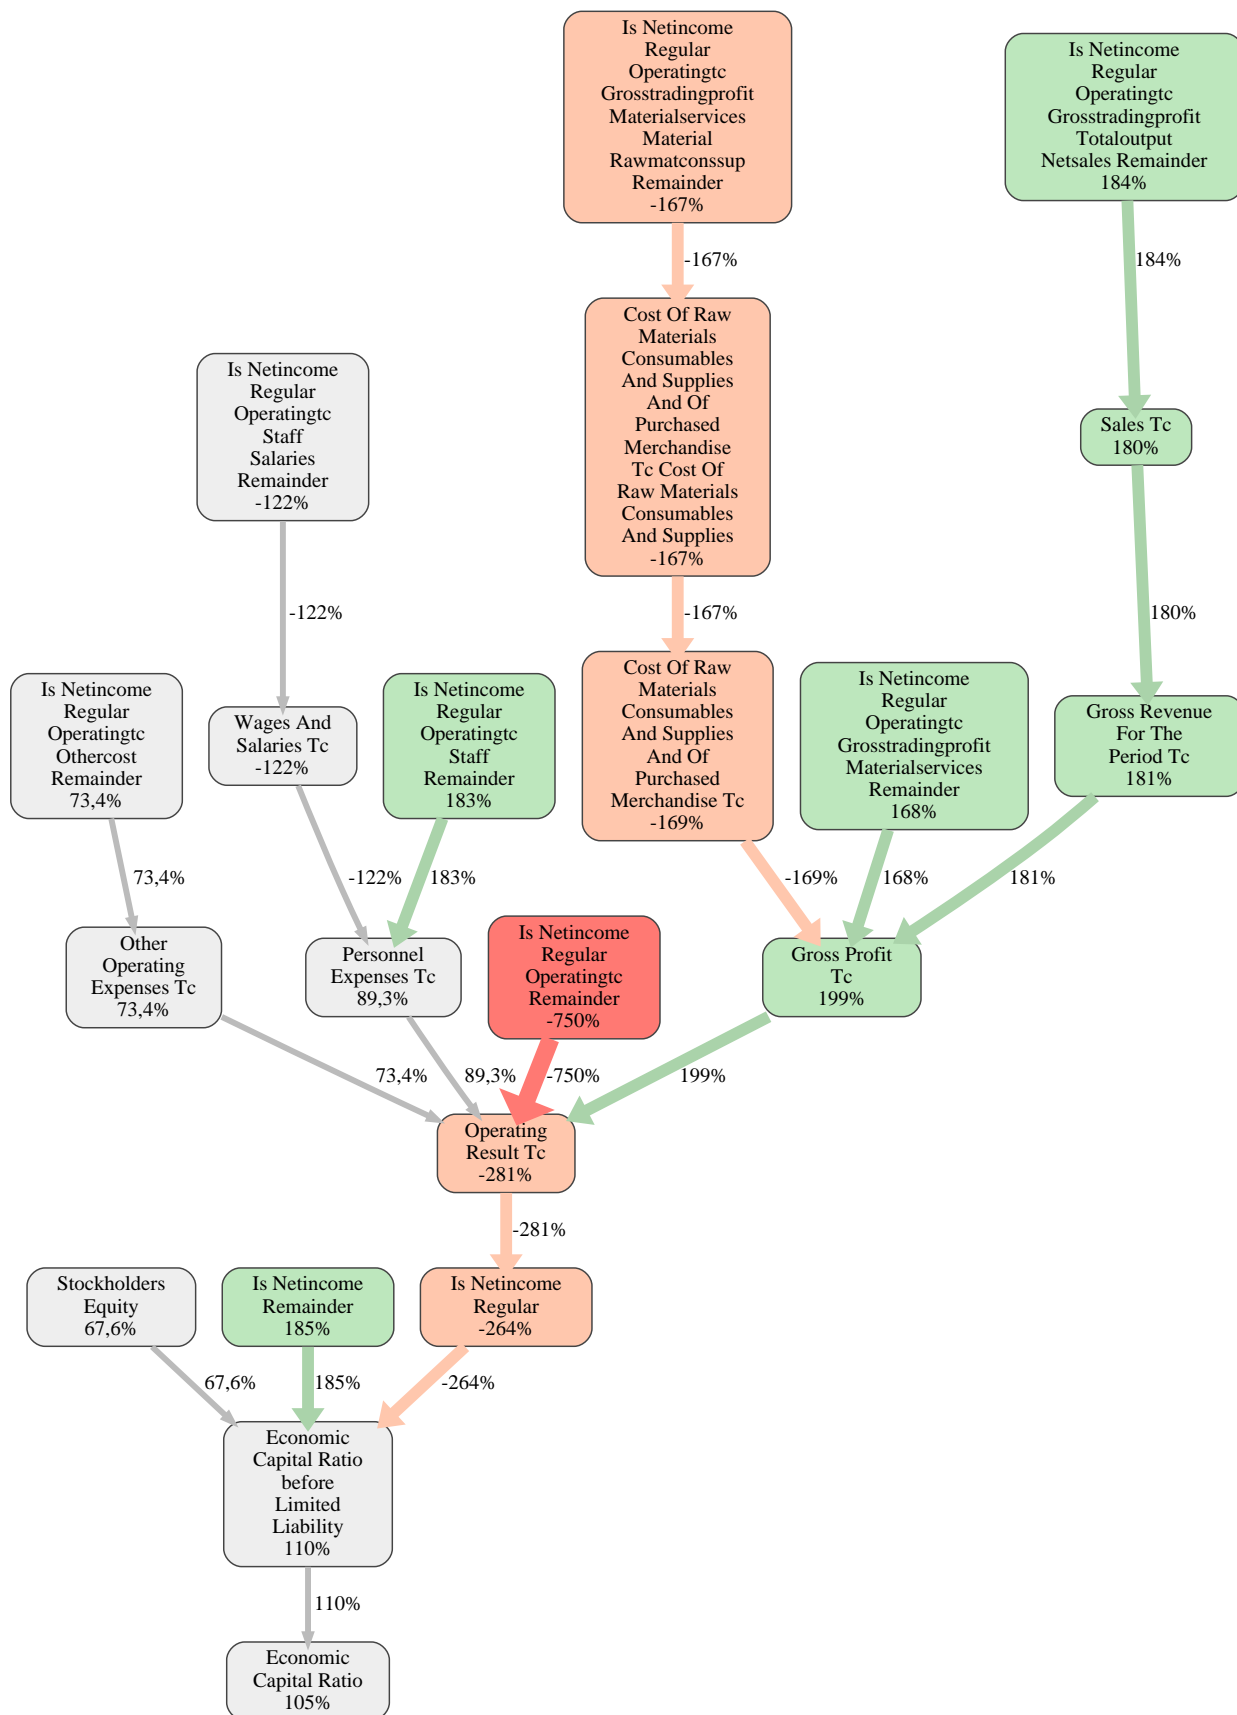 Is Netincome
Regular
Operatingtc
Grosstradingprofit
Materialservices
Material
Rawmatconssup
Remainder
-167%
Is Netincome
Regular
Operatingtc
Grosstradingprofit
Totaloutput
Netsales Remainder
184%
-167%
184%
Cost Of Raw
Materials
Consumables
And Supplies
And Of
Purchased
Merchandise
Tc Cost Of
Raw Materials
Consumables
And Supplies
-167%
Is Netincome
Regular
Operatingtc
Staff
Salaries
Remainder
-122%
Sales Tc
180%
-122%
-167%
180%
Is Netincome
Regular
Operatingtc
Othercost
Remainder
73,4%
Wages And
Salaries Tc
-122%
Is Netincome
Regular
Operatingtc
Staff
Remainder
183%
Cost Of Raw
Materials
Consumables
And Supplies
And Of
Purchased
Merchandise Tc
-169%
Is Netincome
Regular
Operatingtc
Grosstradingprofit
Materialservices
Remainder
168%
Gross Revenue
For The
Period Tc
181%
73,4%
-122%
183%
-169%
168%
181%
Other
Operating
Expenses Tc
73,4%
Personnel
Expenses Tc
89,3%
Is Netincome
Regular
Operatingtc
Remainder
-750%
Gross Profit
Tc
199%
73,4%
89,3%
-750%
199%
Operating
Result Tc
-281%
-281%
Stockholders
Equity
67,6%
Is Netincome
Remainder
185%
Is Netincome
Regular
-264%
67,6%
185%
-264%
Economic
Capital Ratio
before
Limited
Liability
110%
110%
Economic
Capital Ratio
105%